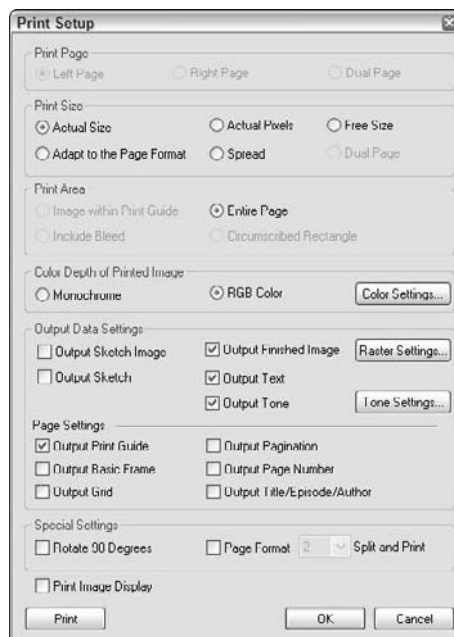 Print Setup
Print Page
Left Page Right Page Dual Page
Print Size
Actual Size Actual Pixels Free Size
Adapt to the Page Format Spread Dual Page
Print Area
Image within Print Guide Entire Page
Include Bleed Circumscribed Rectangle
Color Depth of Printed Image
Monochrome RGB Color Color Settings...
Output Data Settings
Output Sketch Image Output Finished Image Raster Settings...
Output Sketch Output Text
Output Tone Tone Settings...
Page Settings
Output Print Guide Output Pagination
Output Basic Frame Output Page Number
Output Grid Output Title/Episode/Author
Special Settings
Rotate 90 Degrees Page Format 2 Split and Print
Print Image Display
Print OK Cancel